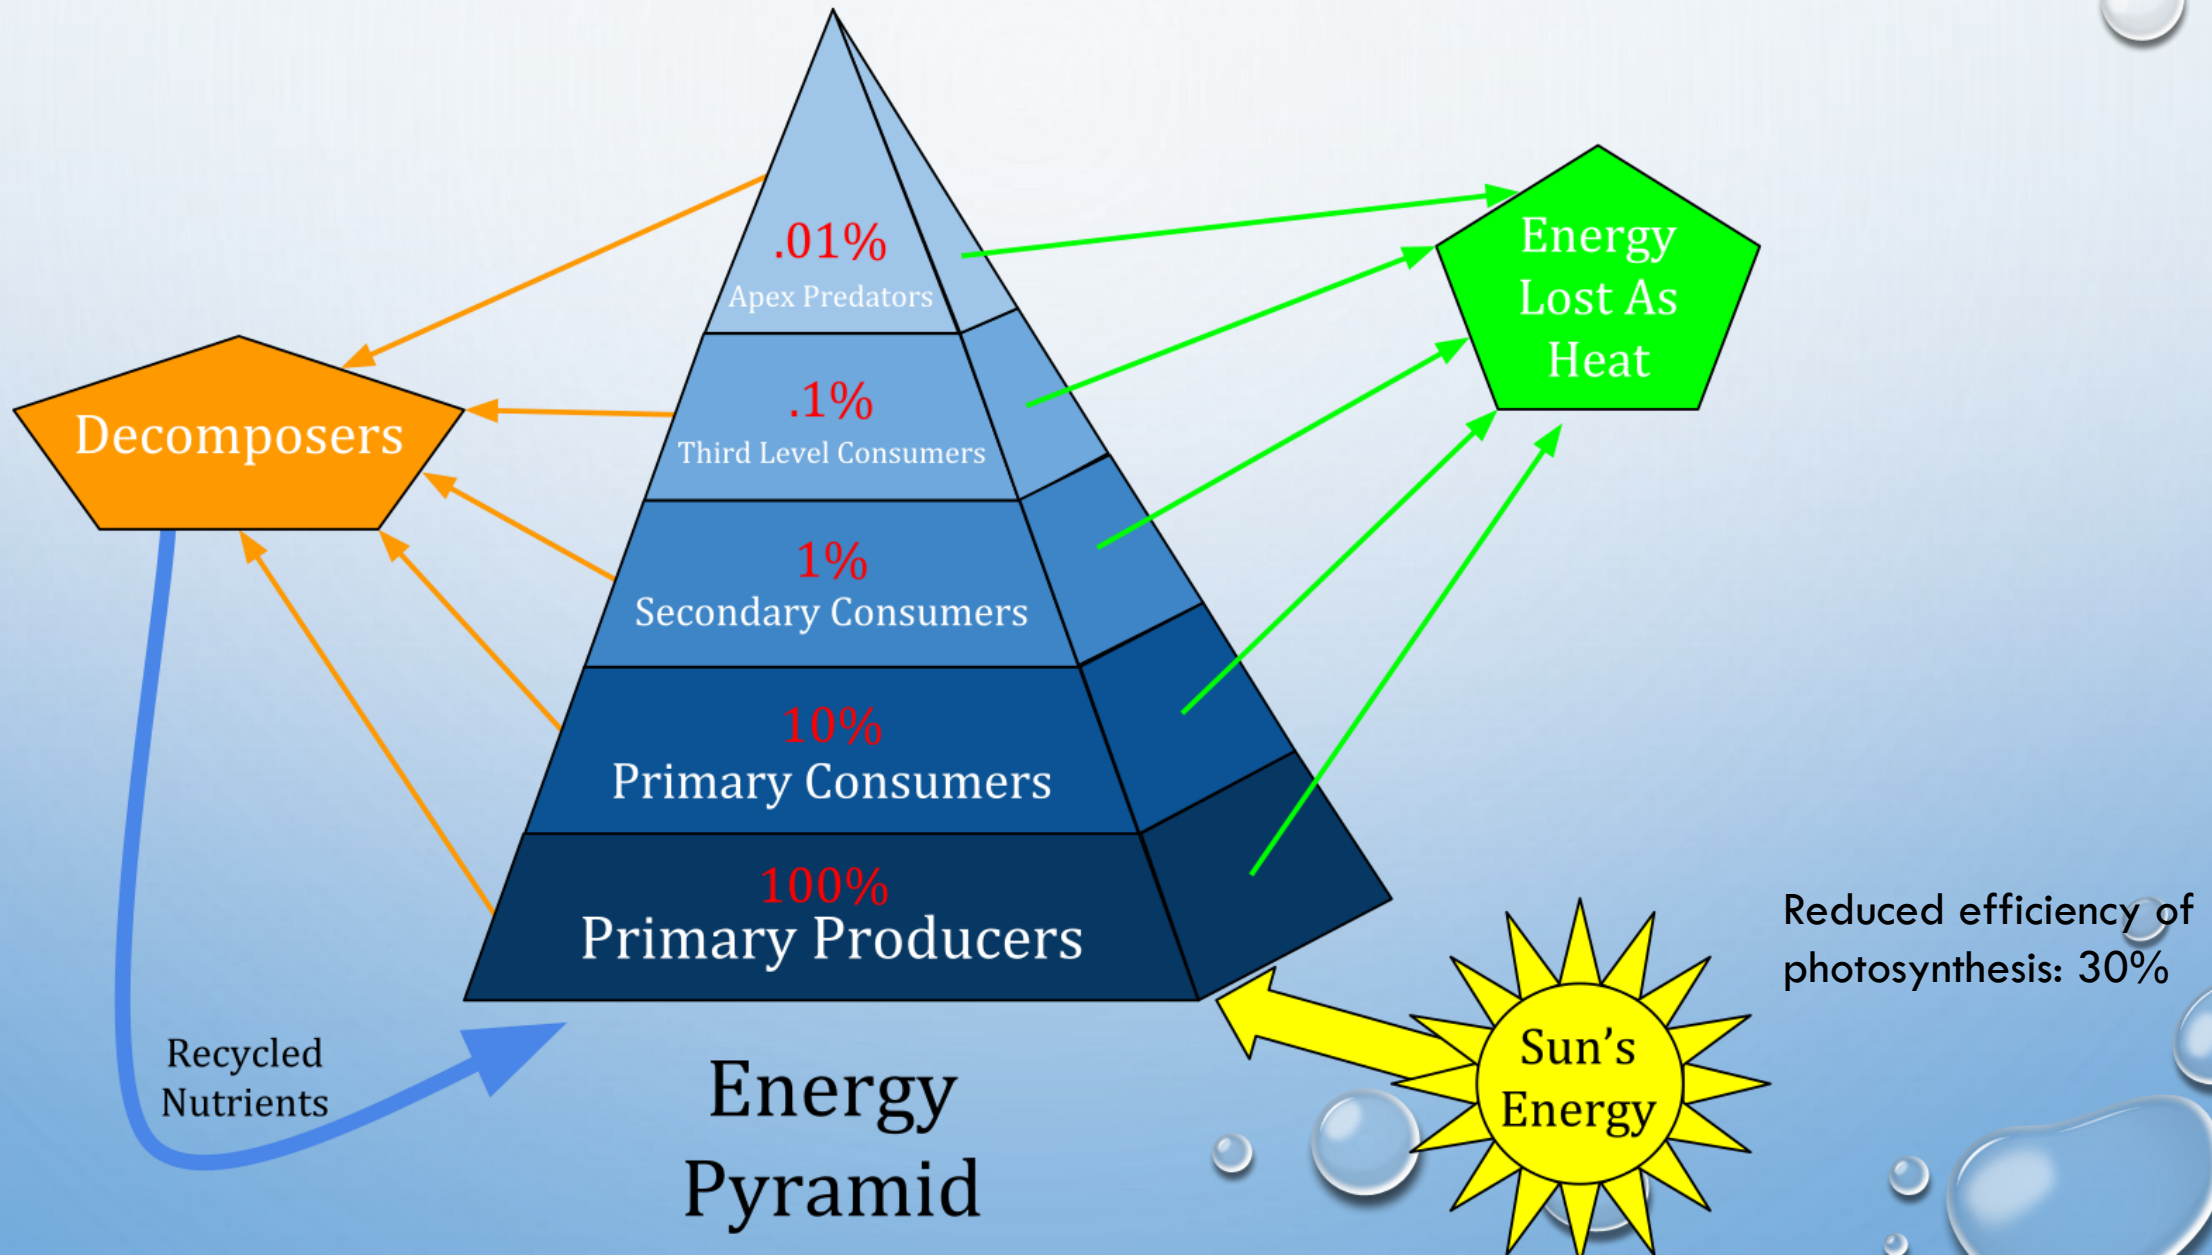 .01%
Apex Predators
.1%
Third Level Consumers
1%
Secondary Consumers
10%
Primary Consumers
100%
Primary Producers
Decomposers
Recycled
Nutrients
Energy
Lost As
Heat
Sun’s
Energy
Reduced efficiency of
photosynthesis: 30%
Energy
Pyramid